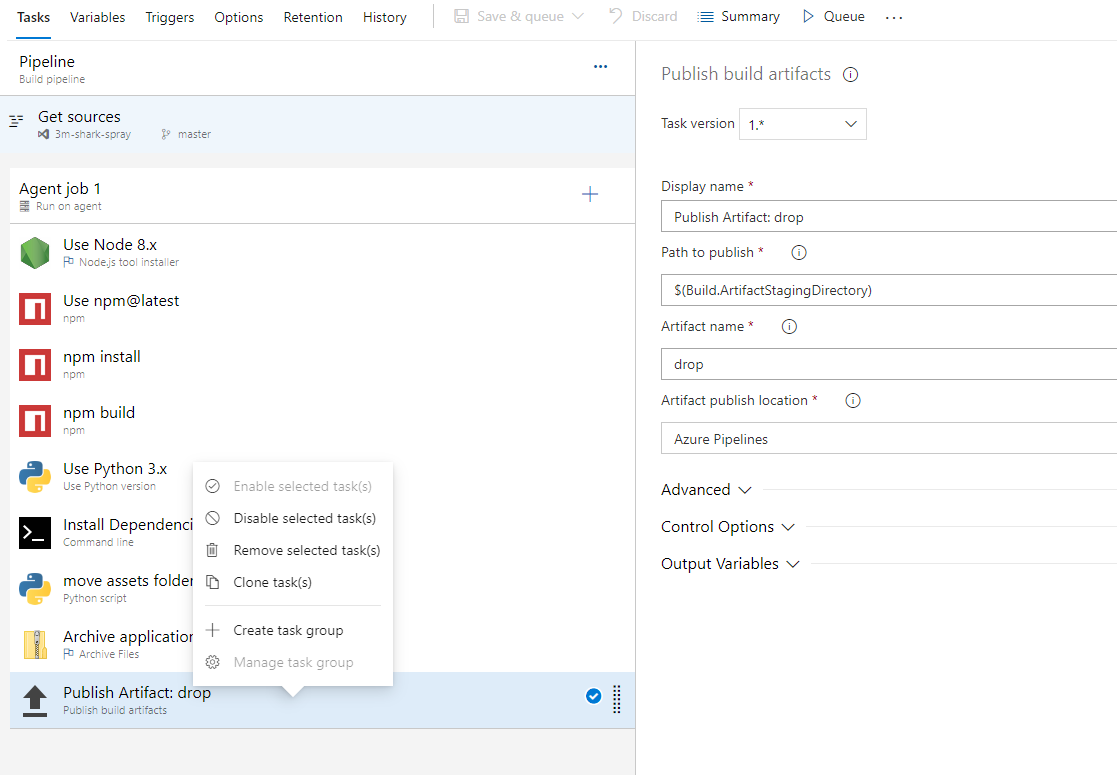 Tasks Variables Triggers Options Retention History Save & queue Discard Summary Queue ...
Pipeline
Build pipeline
Get sources
3m-shark-spray master
Agent job 1
Run on agent
Use Node 8.x
Node.js tool installer
Use npm@latest
npm
npm install
npm
npm build
npm
Use Python 3.x
Use Python version
Install Dependenci
Command line
move assets folder
Python script
Archive application
Archive Files
Publish Artifact: drop
Publish build artifacts
Enable selected task(s)
Disable selected task(s)
Remove selected task(s)
Clone task(s)
Create task group
Manage task group
Publish build artifacts
Task version 1.*
Display name *
Publish Artifact: drop
Path to publish *
$(Build.ArtifactStagingDirectory)
Artifact name *
drop
Artifact publish location *
Azure Pipelines
Advanced
Control Options
Output Variables